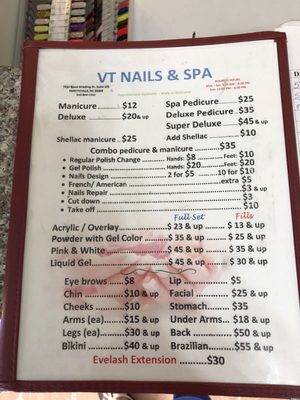 VT NAILS & SPA
Manicure............$12
Deluxe..............$20& up
Spa Pedicure......$25
Deluxe Pedicure...$35
Super Deluxe ......$45& up
Shellac manicure ..$25
Add Shellac..........$10
Combo pedicure & manicure..............$35
• Regular Polish Change .......... Hands: $8 ........... Feet: $10
• Gel Polish ............................. Hands: $20......... Feet: $20
• Nails Design ........................ 2 for $5 ........ 10 for $10
• French/ American ........................................ extra $5
• Nails Repair ................................................ $3 & up
• Cut down ..................................................... $3
• Take off ....................................................... $10
Full Set Fills
Acrylic / Overlay................$ 23 & up ........ $ 13 & up
Powder with Gel Color .....$ 35 & up ........ $ 25 & up
Pink & White.....................$ 45 & up ........ $ 35 & up
Liquid Gel..........................$ 45 & up ........ $ 30 & up
Eye brows .....$8 Lip...............$5
Chin ..............$10 & up Facial ..........$25 & up
Cheeks ..........$10 Stomach.......$35
Arms (ea).......$15 & up Under Arms..$18 & up
Legs (ea).......$30 & up Back ............$50 & up
Bikini .............$40 & up Brazilian.......$55 & up
Evelash Extension ..............$30